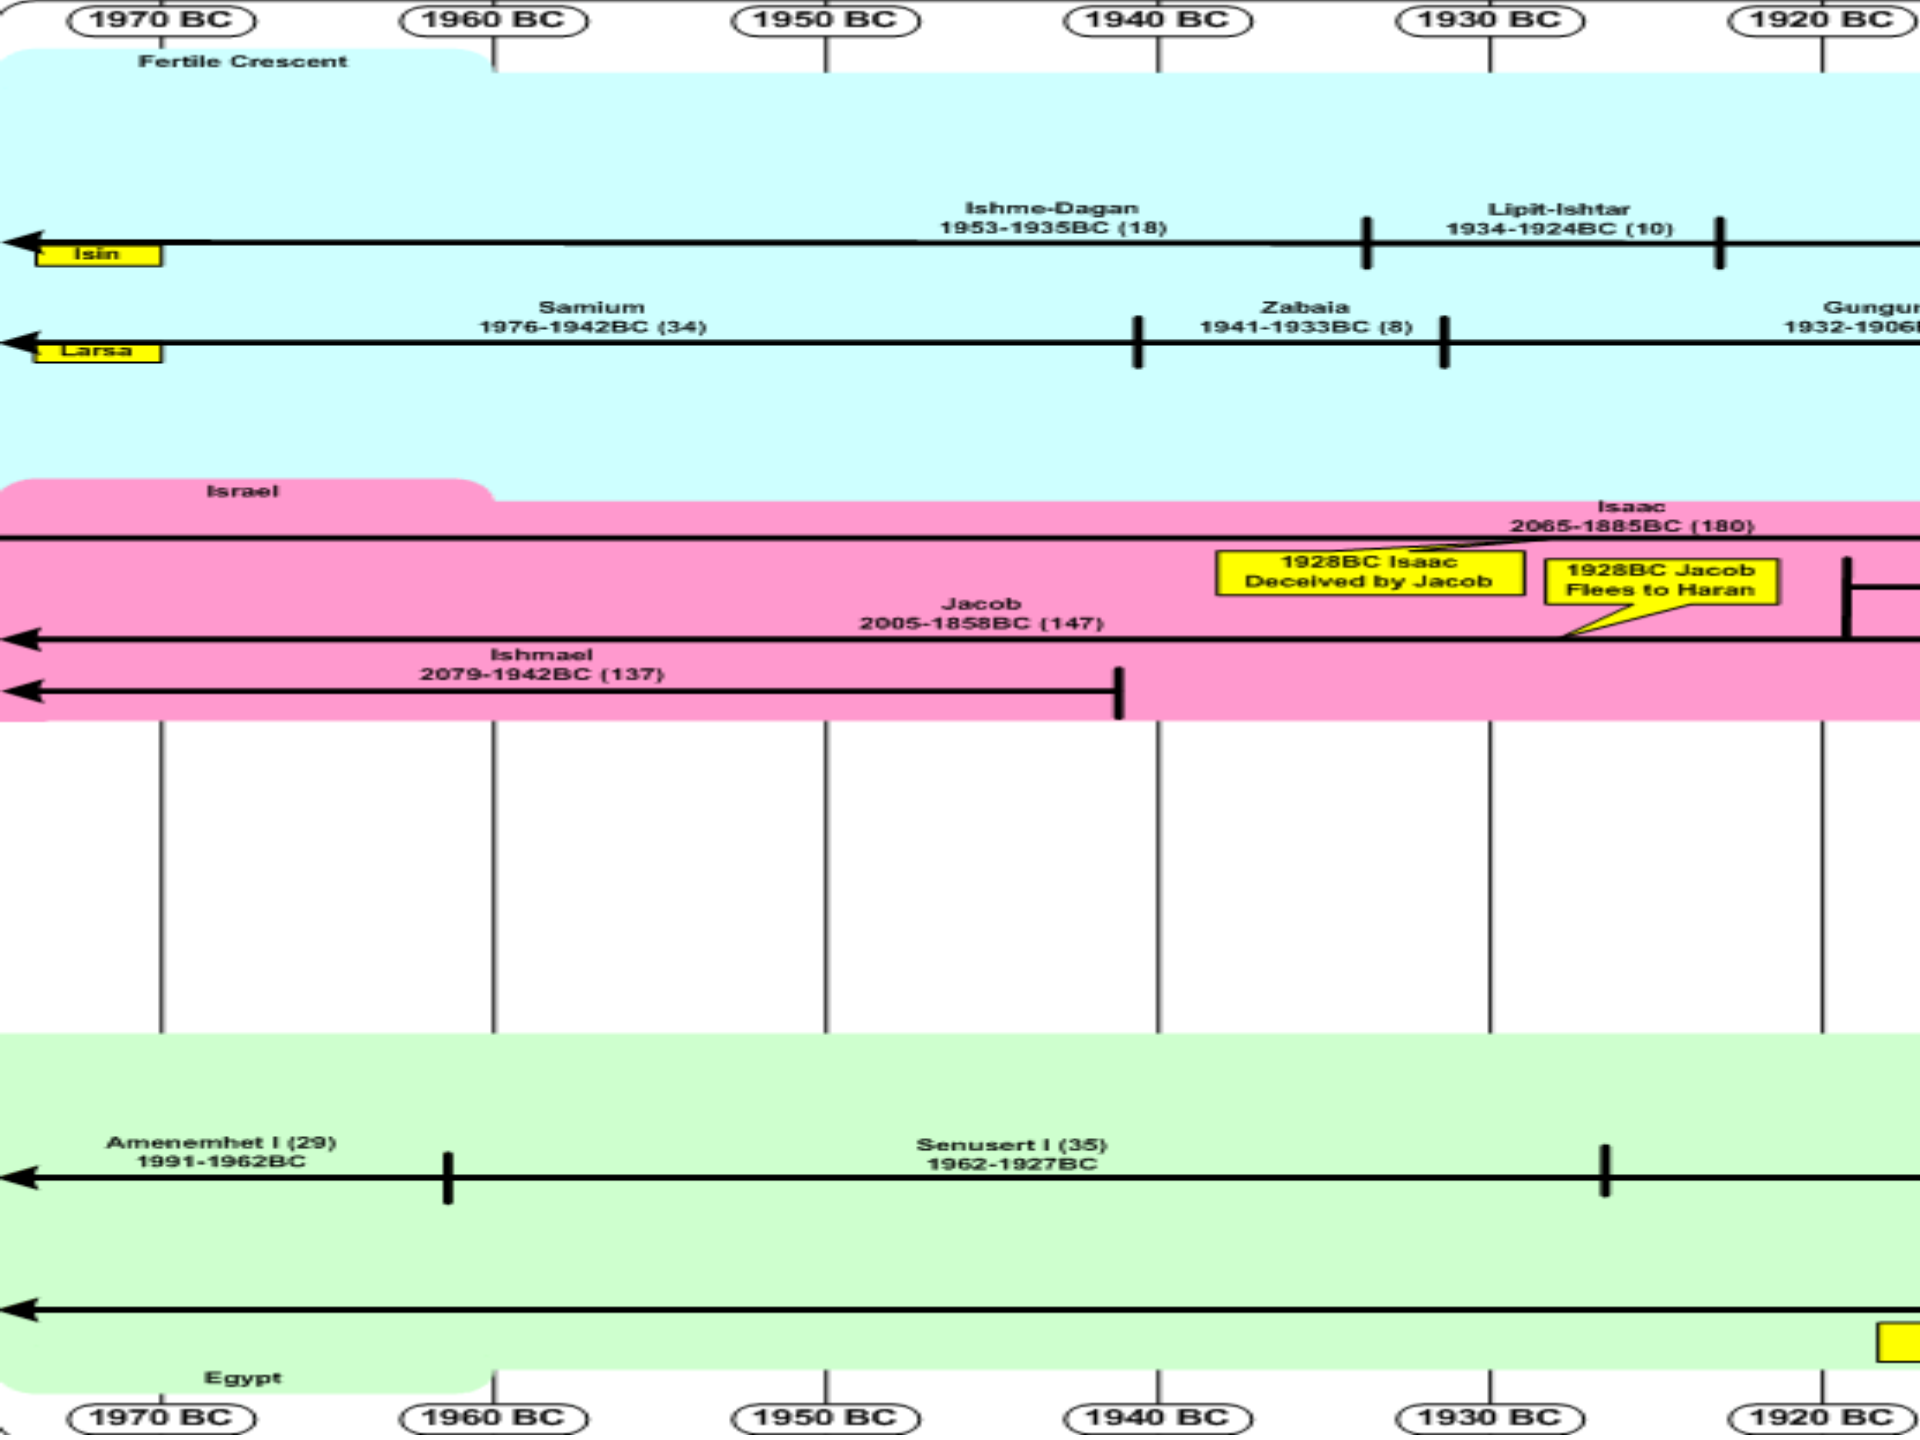 1970 BC 1960 BC 1950 BC 1940 BC 1930 BC 1920 BC
Fertile Crescent
Ishme-Dagan
1953-1935BC (18)
Lipit-Ishtar
1934-1924BC (10)
Isin
Samium
1976-1942BC (34)
Zabaia
1941-1933BC (8)
Gungur
1932-1906
Larsa
Israel
Isaac
2065-1885BC (180)
1928BC Isaac
Deceived by Jacob
1928BC Jacob
Flees to Haran
Jacob
2005-1858BC (147)
Ishmael
2079-1942BC (137)
Amenemhet I (29)
1991-1962BC
Senusert I (35)
1962-1927BC
Egypt
1970 BC 1960 BC 1950 BC 1940 BC 1930 BC 1920 BC